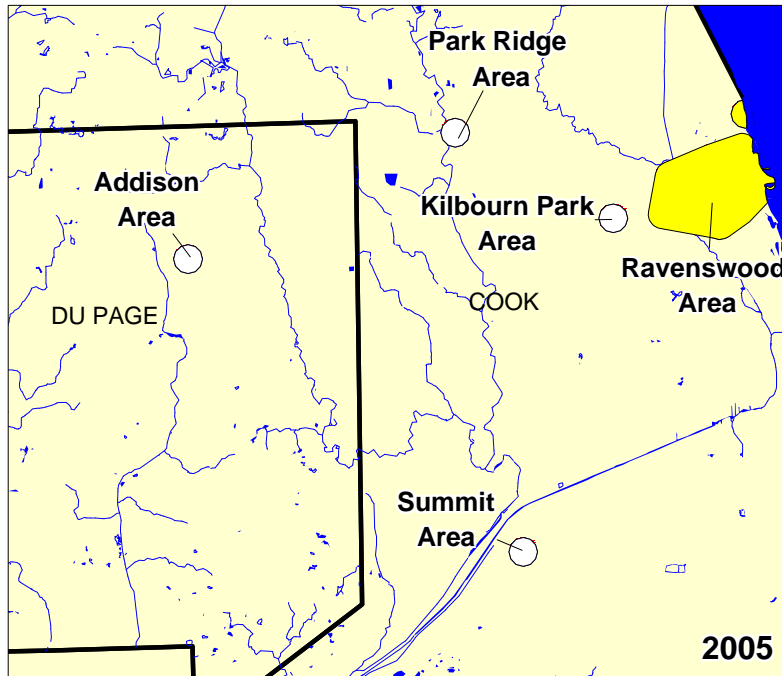 Park Ridge
Area
Addison
Area
Kilbourn Park
Area
Ravenswood
Area
DU PAGE
COOK
Summit
Area
2005